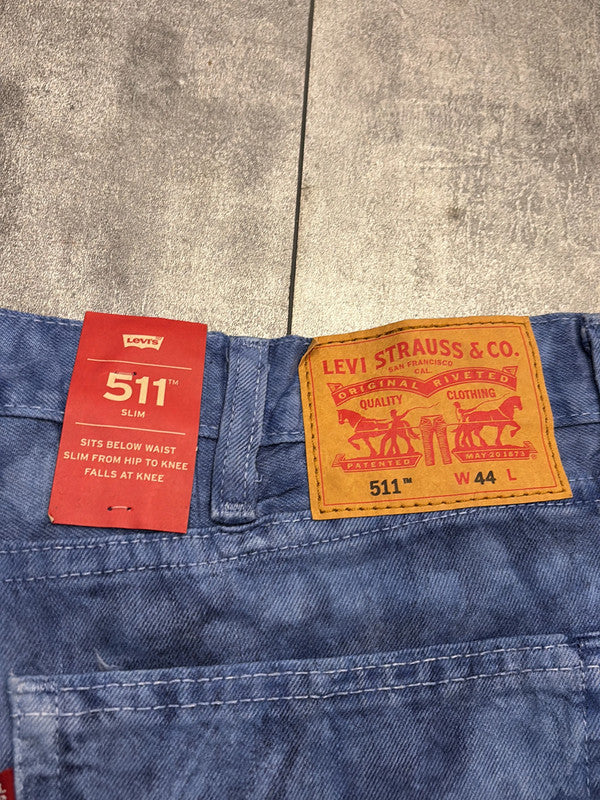 LEVI'S
511™
SLIM
SITS BELOW WAIST
SLIM FROM HIP TO KNEE
FALLS AT KNEE
LEVI STRAUSS & CO.
SAN FRANCISCO
CAL.
ORIGINAL RIVETED
QUALITY CLOTHING
PATENTED MAY 20 1873
511™ W 44 L